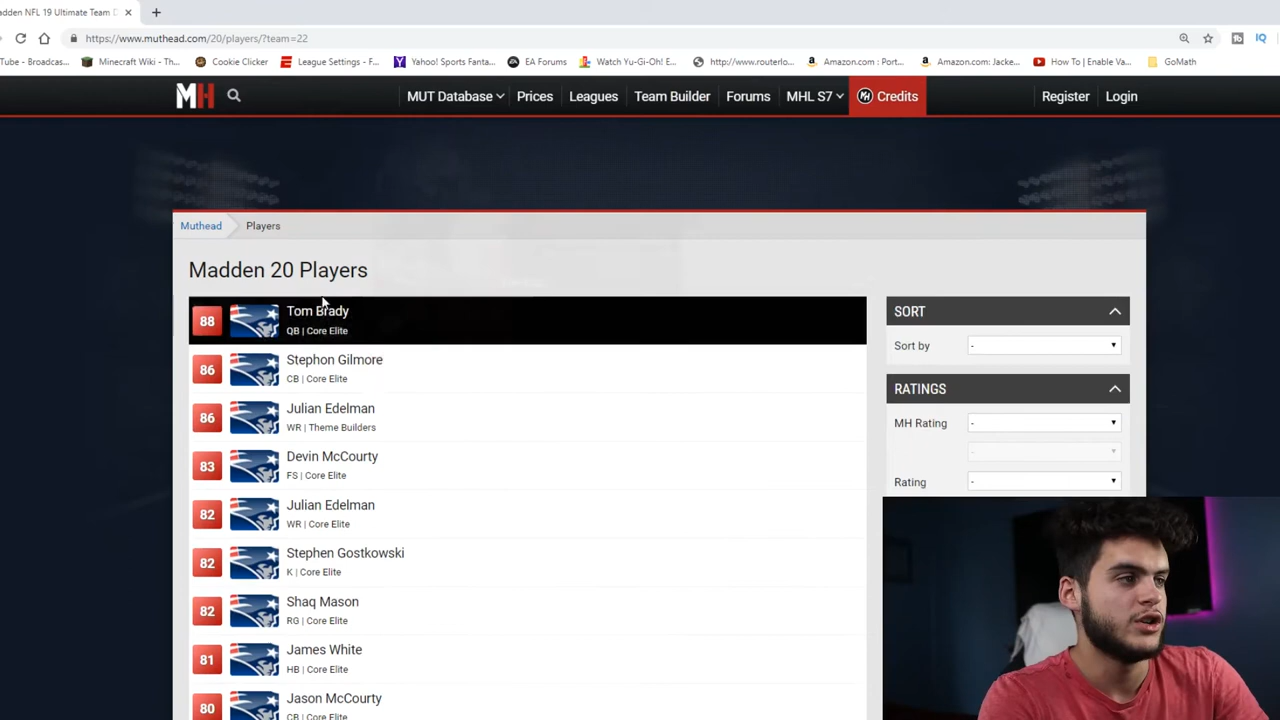 adden NFL 19 Ultimate Team D
https://www.muthead.com/20/players/?team=22
Tube - Broadcas... Minecraft Wiki - Th... Cookie Clicker League Settings - F... Yahoo! Sports Fanta... EA Forums Watch Yu-Gi-Oh! E... http://www.routerlo... Amazon.com : Port... Amazon.com: Jacke... How To | Enable Va... GoMath
MH MUT Database Prices Leagues Team Builder Forums MHL S7 Credits Register Login
Muthead Players
Madden 20 Players
88 Tom Brady
QB | Core Elite
86 Stephon Gilmore
CB | Core Elite
86 Julian Edelman
WR | Theme Builders
83 Devin McCourty
FS | Core Elite
82 Julian Edelman
WR | Core Elite
82 Stephen Gostkowski
K | Core Elite
82 Shaq Mason
RG | Core Elite
81 James White
HB | Core Elite
80 Jason McCourty
CB | Core Elite
SORT
Sort by -
RATINGS
MH Rating -
-
Rating -
IQ